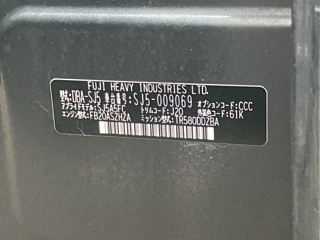 FUJI HEAVY INDUSTRIES LTD.
型式:DBA-SJ5 車台番号:SJ5-009069
アプライドモデル:SJ5A5FC オプションコード:CCC
トリムコード:J20 外装色コード:61K
エンジン型式:FB20ASZHZA ミッション型式:TR580DDZBA